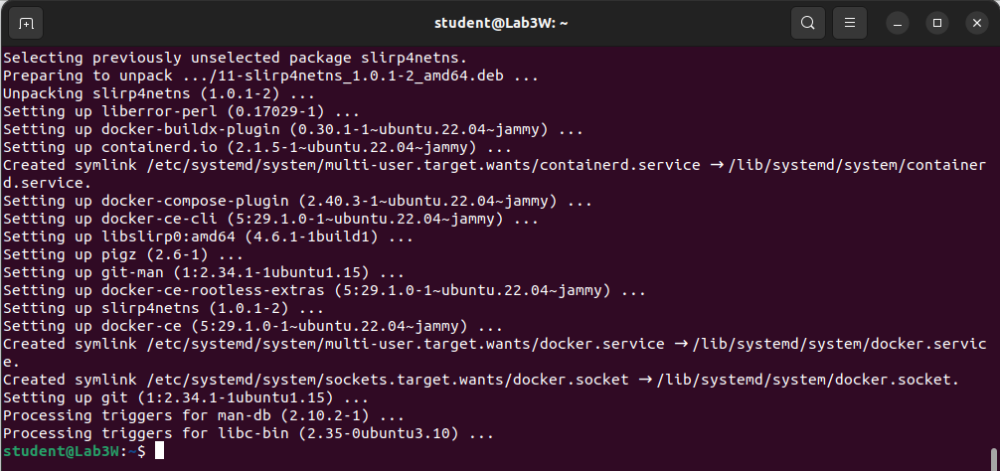 student@Lab3W: ~
Selecting previously unselected package slirp4netns.
Preparing to unpack .../11-slirp4netns_1.0.1-2_amd64.deb ...
Unpacking slirp4netns (1.0.1-2) ...
Setting up liberror-perl (0.17029-1) ...
Setting up docker-buildx-plugin (0.30.1-1~ubuntu.22.04~jammy) ...
Setting up containerd.io (2.1.5-1~ubuntu.22.04~jammy) ...
Created symlink /etc/systemd/system/multi-user.target.wants/containerd.service → /lib/systemd/system/container
d.service.
Setting up docker-compose-plugin (2.40.3-1~ubuntu.22.04~jammy) ...
Setting up docker-ce-cli (5:29.1.0-1~ubuntu.22.04~jammy) ...
Setting up libslirp0:amd64 (4.6.1-1build1) ...
Setting up pigz (2.6-1) ...
Setting up git-man (1:2.34.1-1ubuntu1.15) ...
Setting up docker-ce-rootless-extras (5:29.1.0-1~ubuntu.22.04~jammy) ...
Setting up slirp4netns (1.0.1-2) ...
Setting up docker-ce (5:29.1.0-1~ubuntu.22.04~jammy) ...
Created symlink /etc/systemd/system/multi-user.target.wants/docker.service → /lib/systemd/system/docker.servic
e.
Created symlink /etc/systemd/system/sockets.target.wants/docker.socket → /lib/systemd/system/docker.socket.
Setting up git (1:2.34.1-1ubuntu1.15) ...
Processing triggers for man-db (2.10.2-1) ...
Processing triggers for libc-bin (2.35-0ubuntu3.10) ...
student@Lab3W:~$